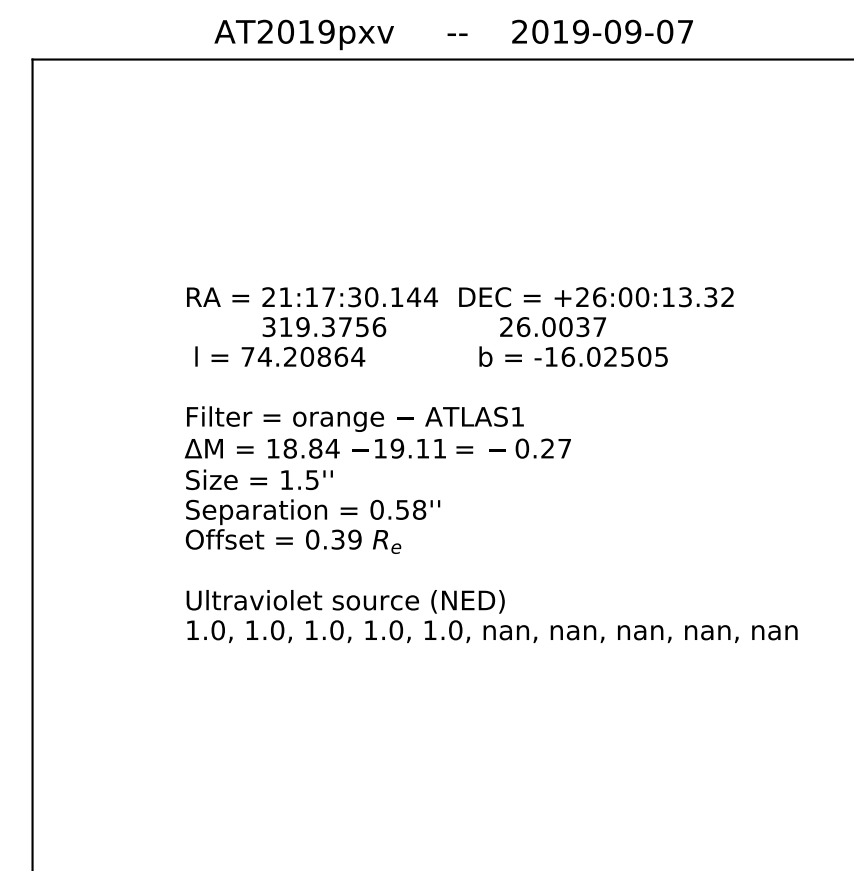 AT2019pxv -- 2019-09-07
RA = 21:17:30.144 DEC = +26:00:13.32
319.3756 26.0037
l = 74.20864 b = -16.02505
Filter = orange − ATLAS1
ΔM = 18.84 −19.11 = − 0.27
Size = 1.5''
Separation = 0.58''
Offset = 0.39 Re
Ultraviolet source (NED)
1.0, 1.0, 1.0, 1.0, 1.0, nan, nan, nan, nan, nan